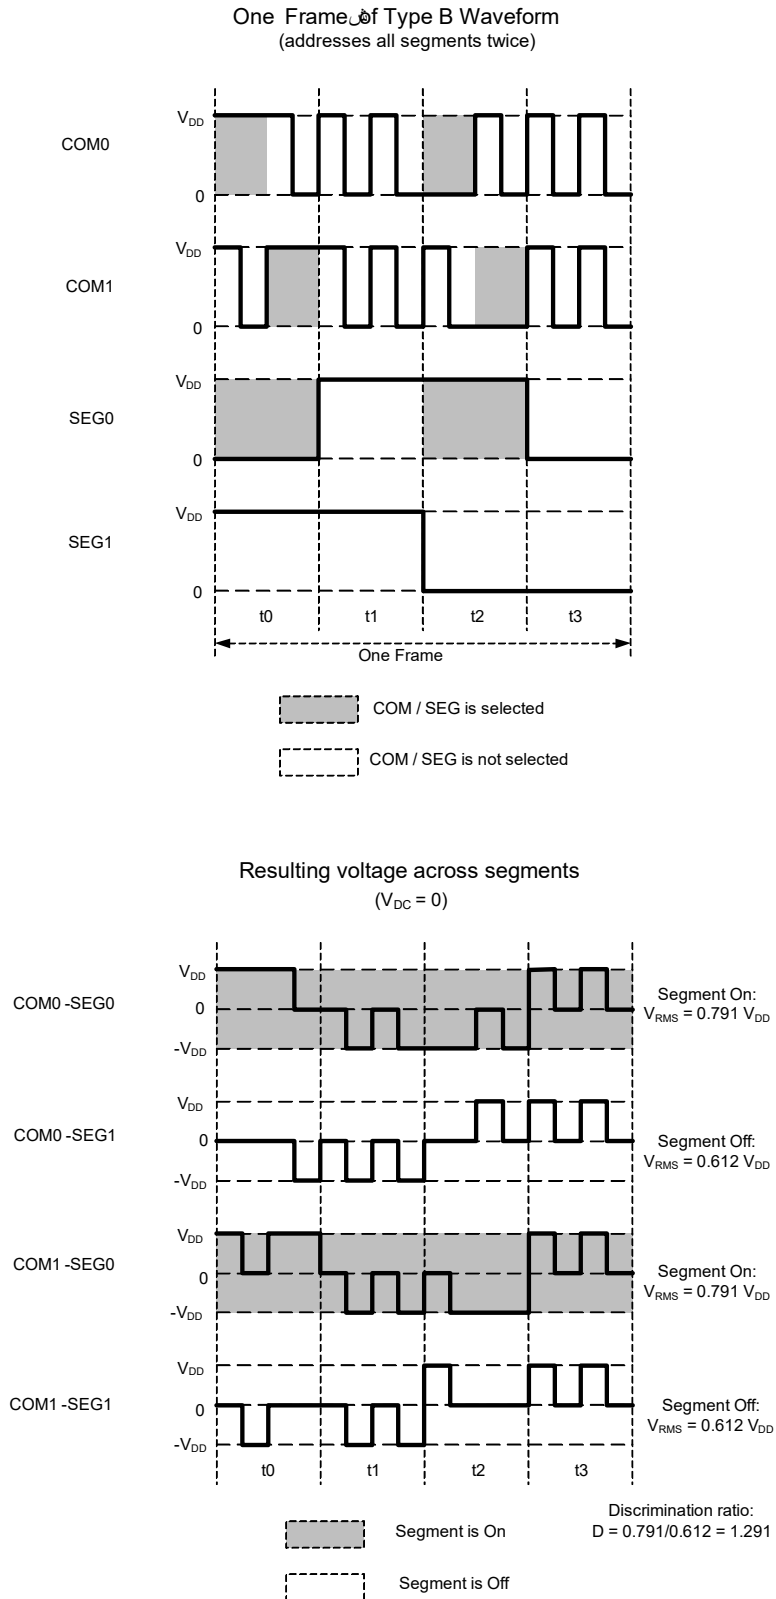 One Frame of Type B Waveform
(addresses all segments twice)
COM0
VDD
0
COM1
VDD
0
SEG0
VDD
0
SEG1
VDD
0
t0 t1 t2 t3
One Frame
COM / SEG is selected
COM / SEG is not selected
Resulting voltage across segments
(VDC = 0)
COM0 -SEG0
VDD
0
-VDD
Segment On:
VRMS = 0.791 VDD
COM0 -SEG1
VDD
0
-VDD
Segment Off:
VRMS = 0.612 VDD
COM1 -SEG0
VDD
0
-VDD
Segment On:
VRMS = 0.791 VDD
COM1 -SEG1
VDD
0
-VDD
Segment Off:
VRMS = 0.612 VDD
t0 t1 t2 t3
Discrimination ratio:
D = 0.791/0.612 = 1.291
Segment is On
Segment is Off